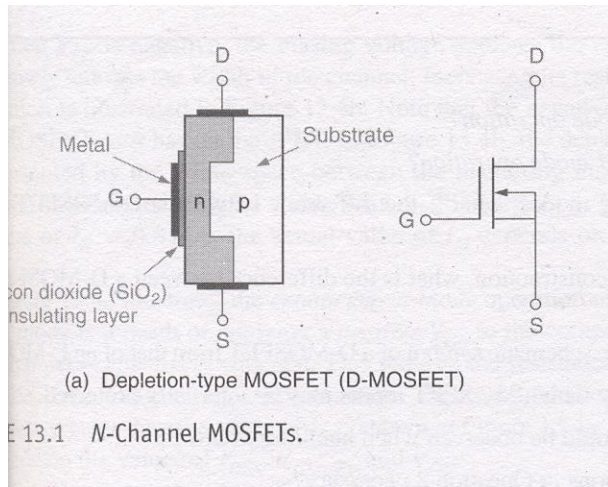 D
D
Substrate
Metal
G
n
p
G
con dioxide (SiO2)
nsulating layer
S
S
(a) Depletion-type MOSFET (D-MOSFET)
E 13.1 N-Channel MOSFETs.